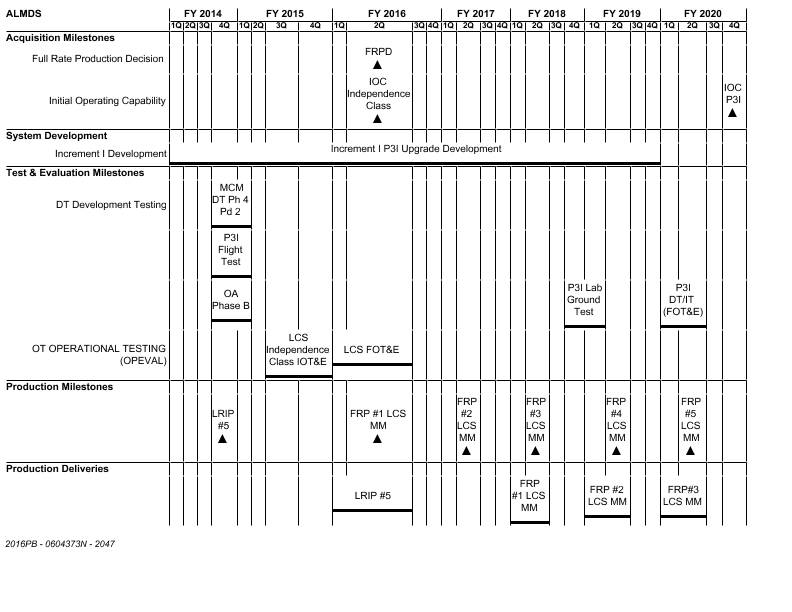 ALMDS FY 2014 FY 2015 FY 2016 FY 2017 FY 2018 FY 2019 FY 2020
1Q 2Q 3Q 4Q 1Q 2Q 3Q 4Q 1Q 2Q 3Q 4Q 1Q 2Q 3Q 4Q 1Q 2Q 3Q 4Q 1Q 2Q 3Q 4Q 1Q 2Q 3Q 4Q
Acquisition Milestones
Full Rate Production Decision
FRPD
Initial Operating Capability
IOC
Independence
Class
IOC
P3I
System Development
Increment I Development
Increment I P3I Upgrade Development
Test & Evaluation Milestones
DT Development Testing
MCM
DT Ph 4
Pd 2
P3I
Flight
Test
OA
Phase B
P3I Lab
Ground
Test
P3I
DT/IT
(FOT&E)
OT OPERATIONAL TESTING
(OPEVAL)
LCS
Independence
Class IOT&E
LCS FOT&E
Production Milestones
LRIP
#5
FRP #1 LCS
MM
FRP
#2
LCS
MM
FRP
#3
LCS
MM
FRP
#4
LCS
MM
FRP
#5
LCS
MM
Production Deliveries
LRIP #5
FRP
#1 LCS
MM
FRP #2
LCS MM
FRP#3
LCS MM
2016PB - 0604373N - 2047